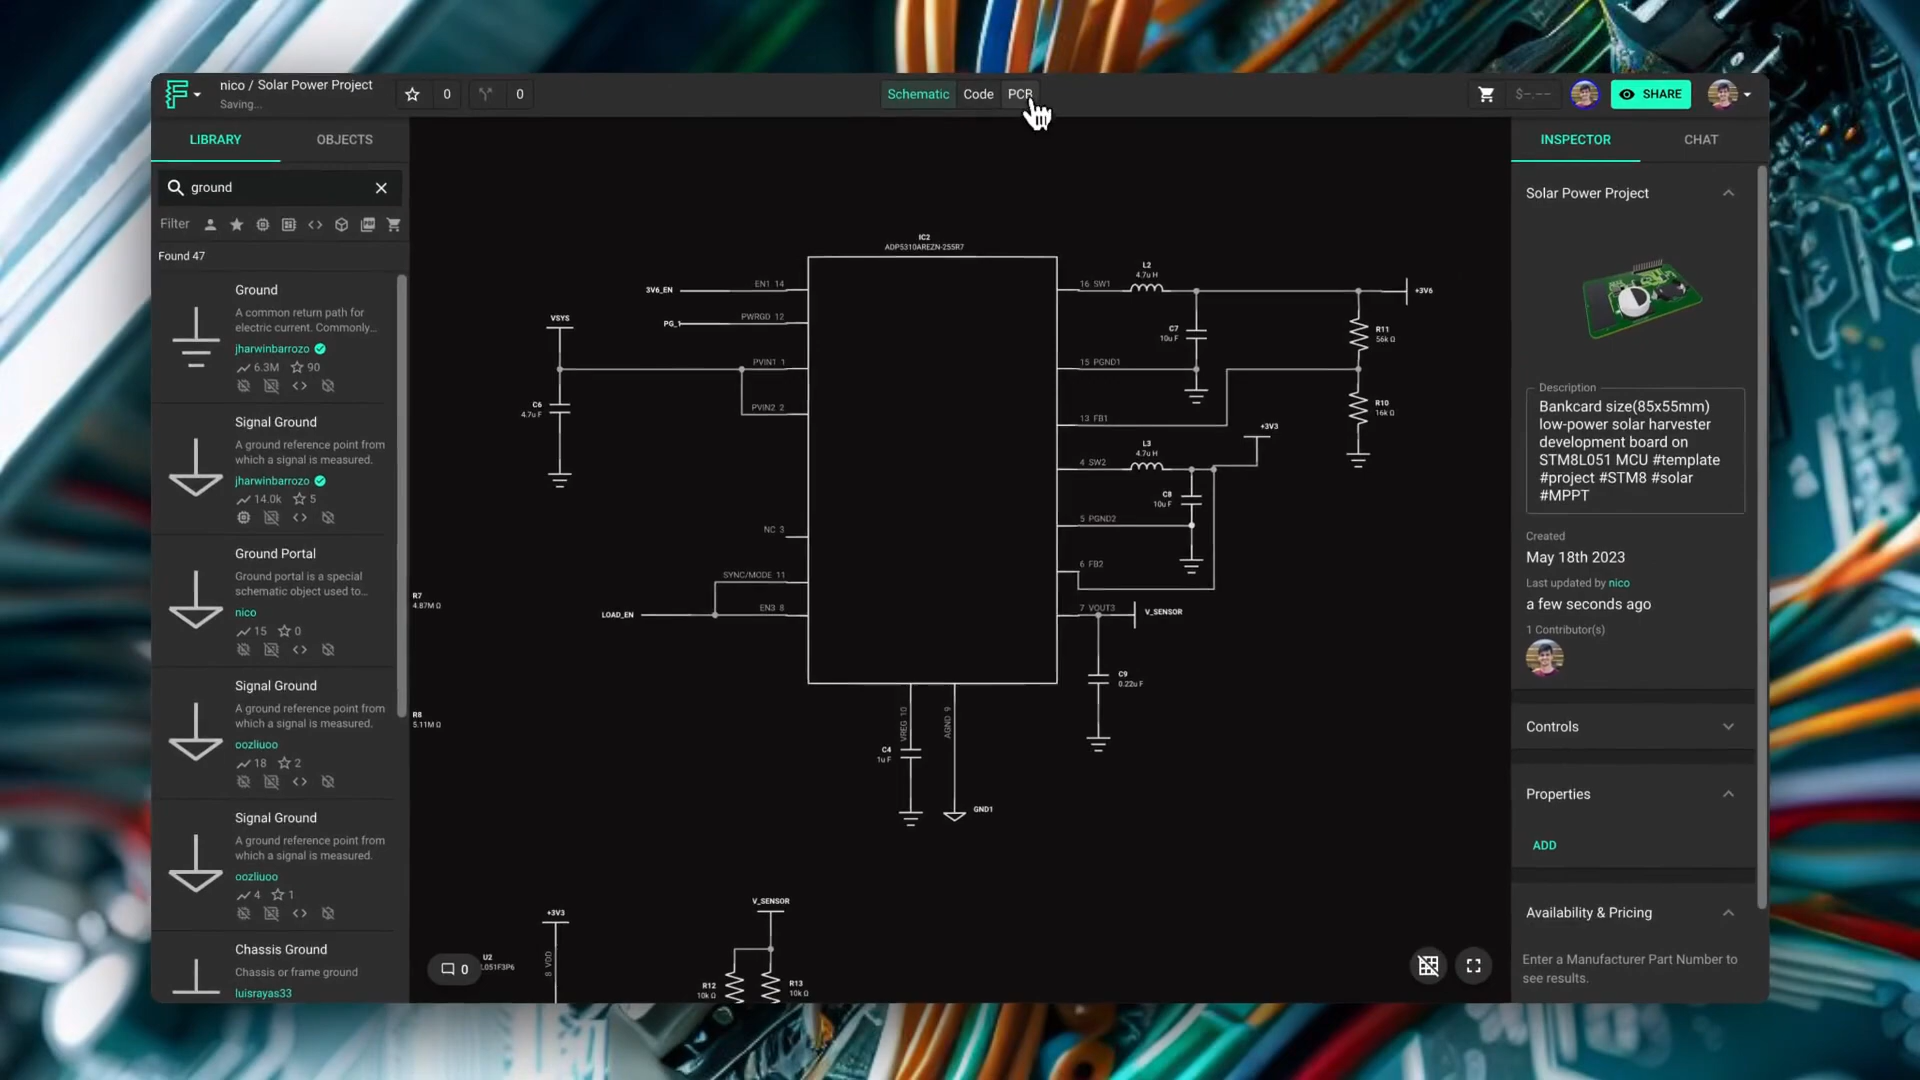 nico / Solar Power Project
Saving...
0
0
Schematic
Code
PCB
$-.--
SHARE
LIBRARY
OBJECTS
ground
Filter
Found 47
Ground
A common return path for
electric current. Commonly...
jharwinbarrozo
6.3M
90
Signal Ground
A ground reference point from
which a signal is measured.
jharwinbarrozo
14.0k
5
Ground Portal
Ground portal is a special
schematic object used to...
nico
15
0
Signal Ground
A ground reference point from
which a signal is measured.
oozliuoo
18
2
Signal Ground
A ground reference point from
which a signal is measured.
oozliuoo
4
1
Chassis Ground
Chassis or frame ground
luisrayas33
IC2
ADP5310AREZN-255R7
3V6_EN
EN1 14
PG_1
PWRGD 12
VSYS
PVIN1 1
PVIN2 2
C6
4.7u F
NC 3
SYNC/MODE 11
LOAD_EN
EN3 8
R7
4.87M Ω
R8
5.11M Ω
16 SW1
L2
4.7u H
+3V6
C7
10u F
R11
56k Ω
15 PGND1
R10
16k Ω
13 FB1
+3V3
L3
4.7u H
4 SW2
C8
10u F
5 PGND2
6 FB2
7 VOUT3
V_SENSOR
C9
0.22u F
VREG 10
AGND 9
C4
1u F
GND1
+3V3
V_SENSOR
U2
L051F3P6
8 VDD
R12
10k Ω
R13
10k Ω
0
INSPECTOR
CHAT
Solar Power Project
Description
Bankcard size(85x55mm)
low-power solar harvester
development board on
STM8L051 MCU #template
#project #STM8 #solar
#MPPT
Created
May 18th 2023
Last updated by nico
a few seconds ago
1 Contributor(s)
Controls
Properties
ADD
Availability & Pricing
Enter a Manufacturer Part Number to
see results.